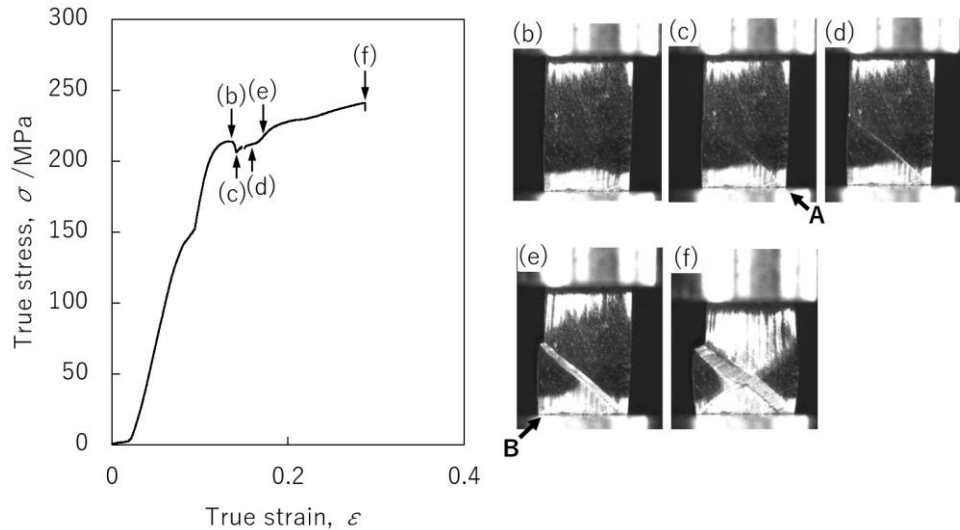 300
250
200
150
100
50
0
0
0.2
0.4
True stress, σ /MPa
True strain, ε
(b)
(e)
(f)
(c)
(d)
(b)
(c)
(d)
A
(e)
(f)
B